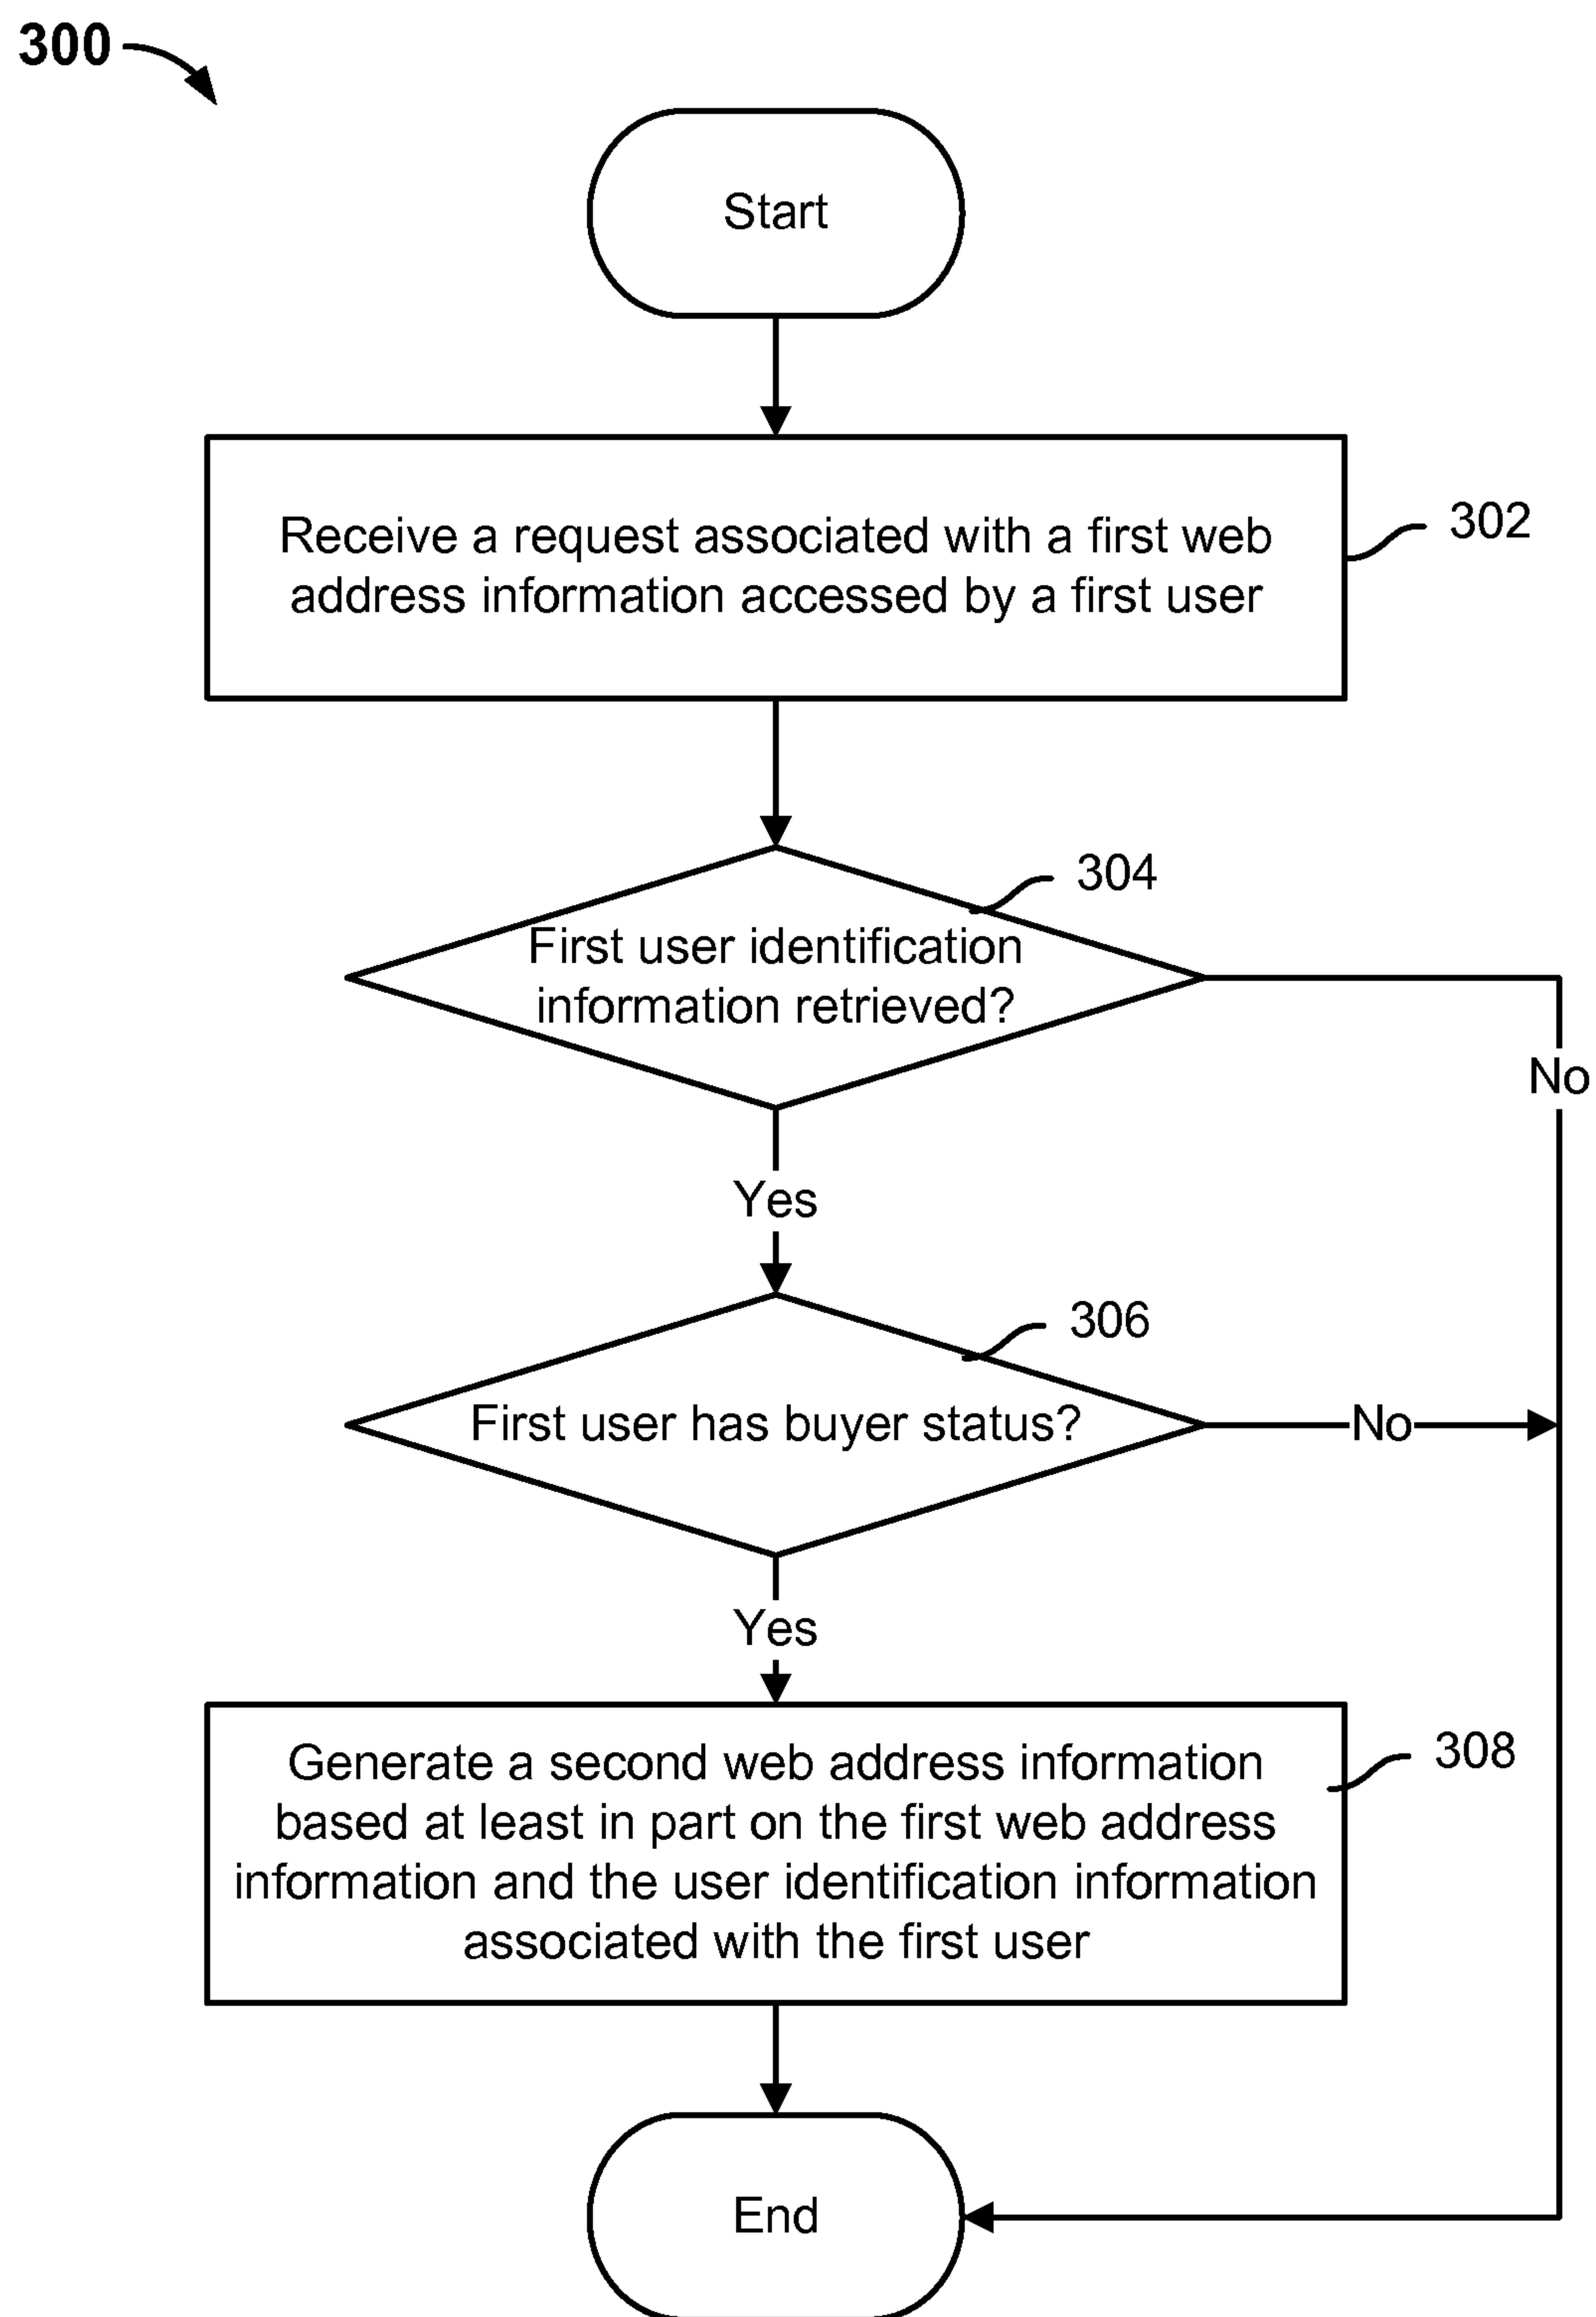 300
Start
Receive a request associated with a first web
address information accessed by a first user
302
304
First user identification
information retrieved?
No
Yes
306
First user has buyer status?
No
Yes
Generate a second web address information
based at least in part on the first web address
information and the user identification information
associated with the first user
308
End